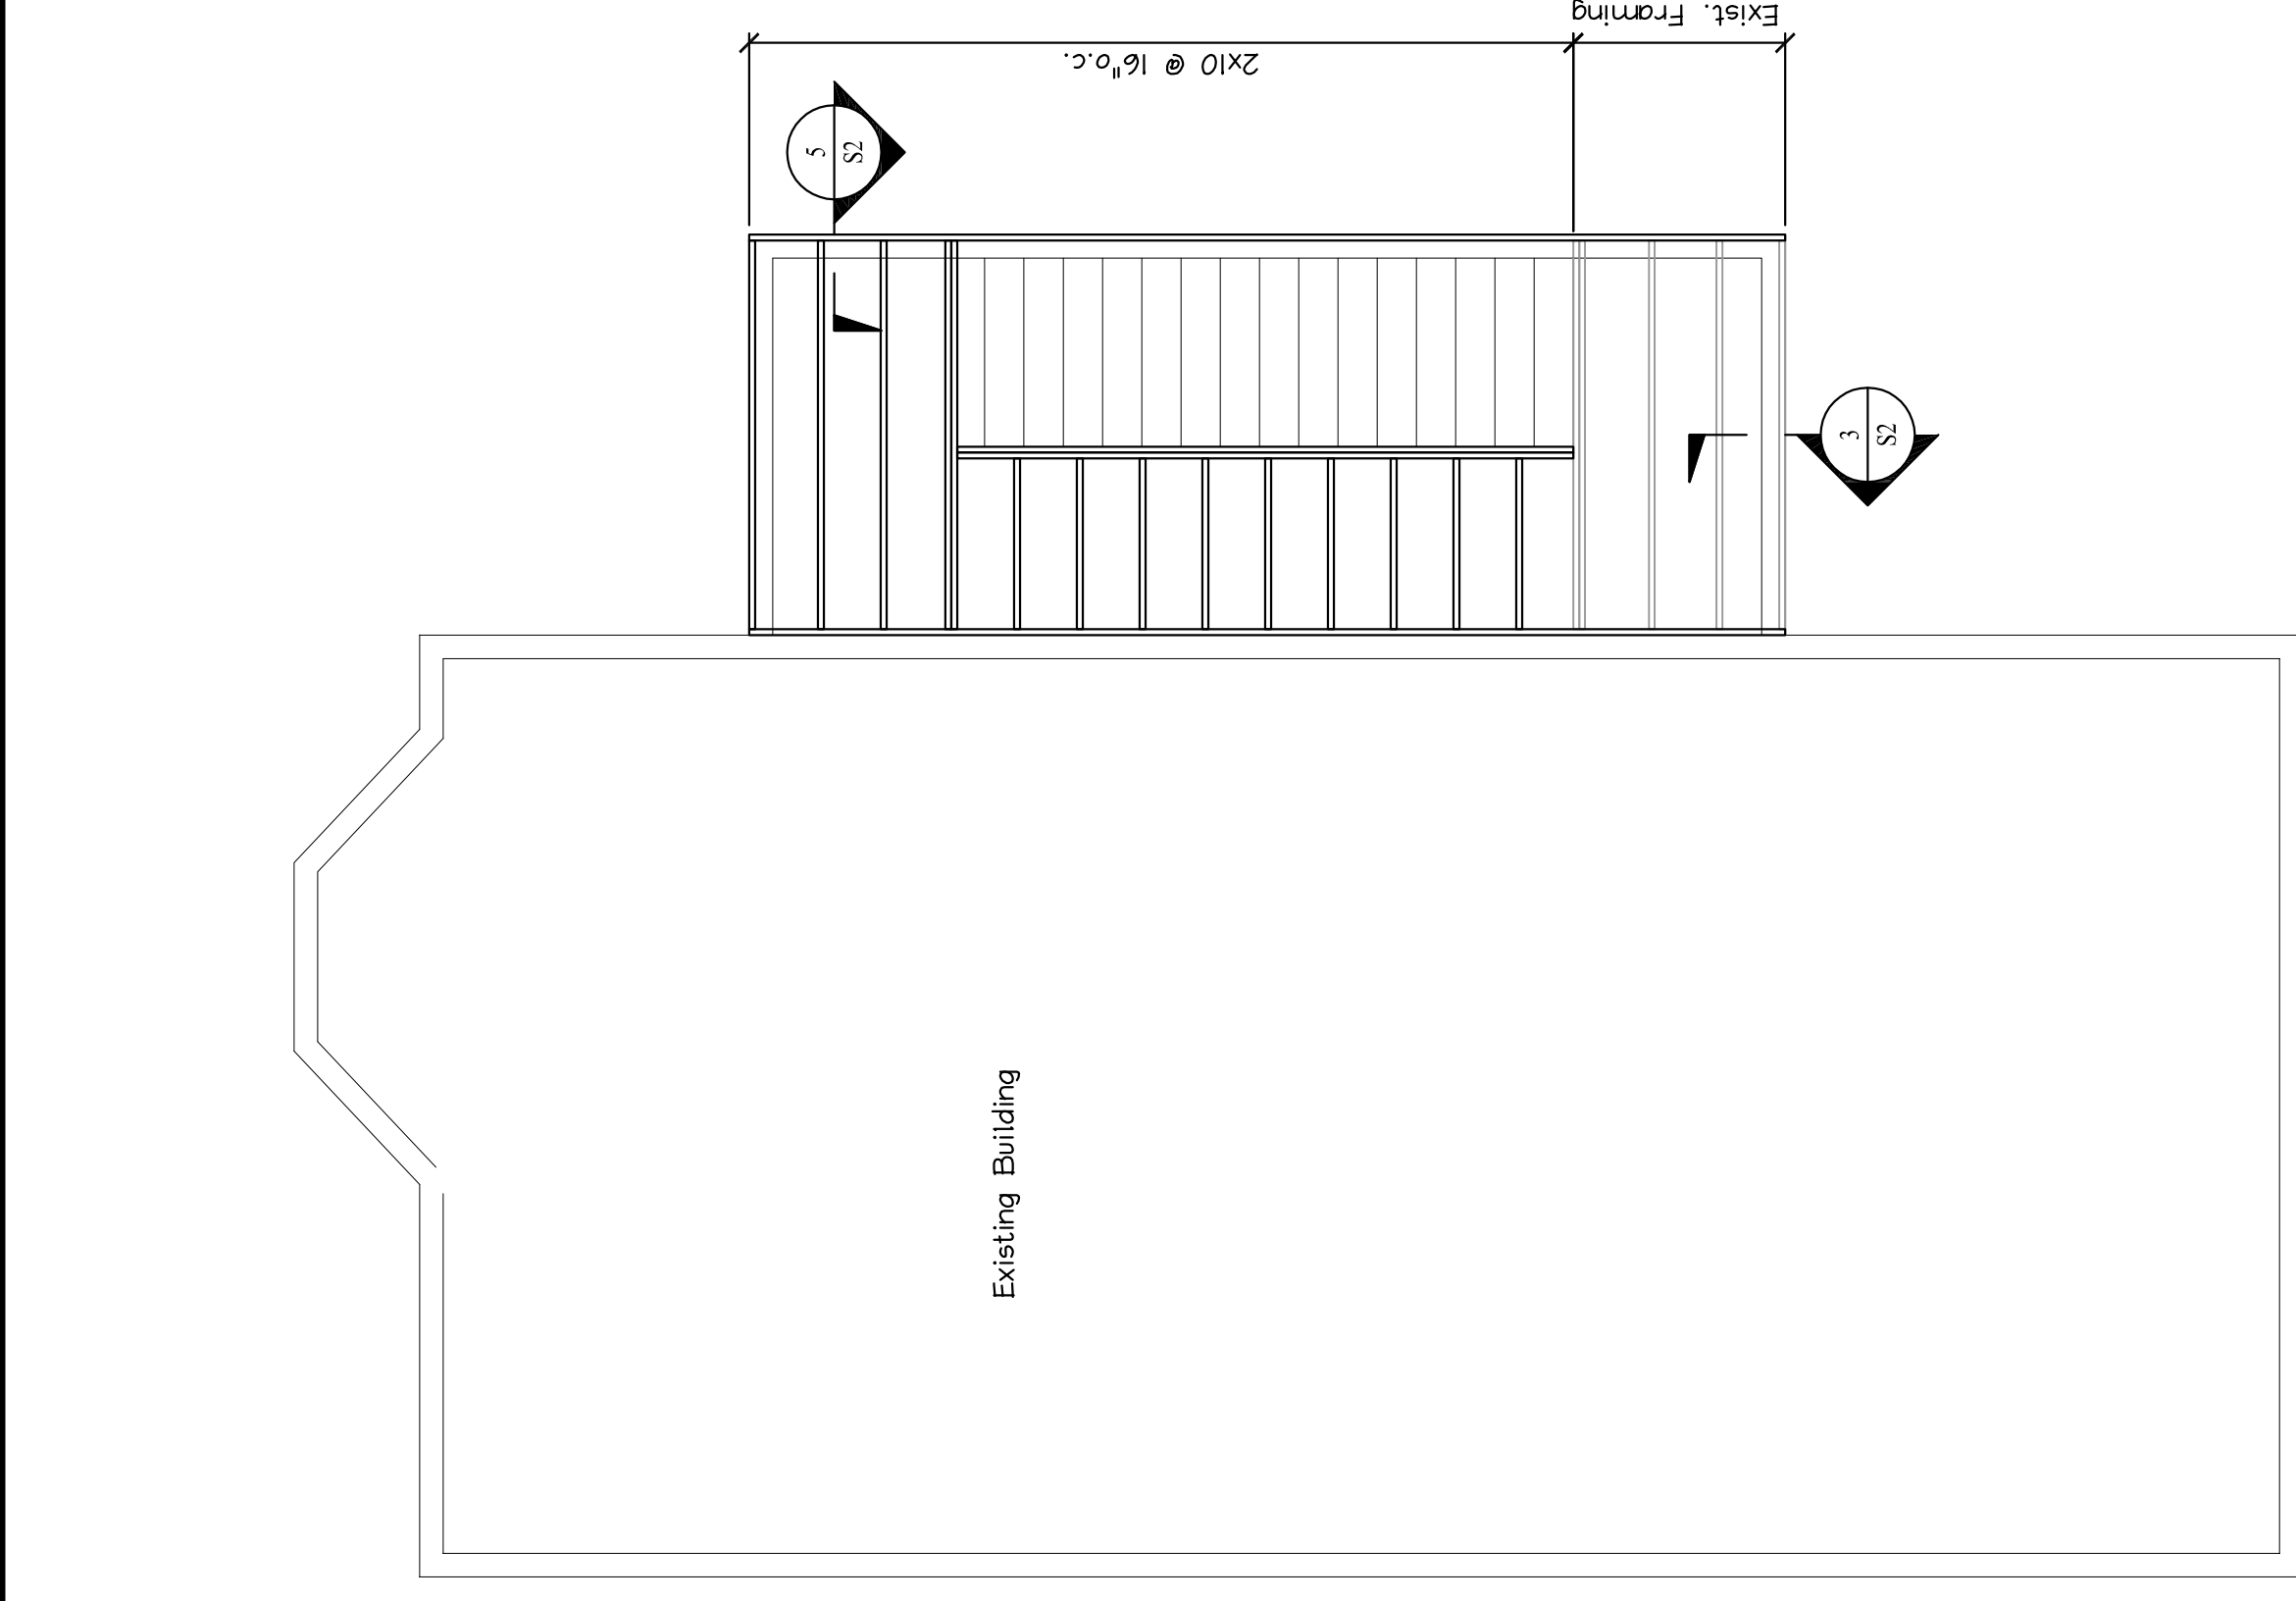 Exist. Framing
2x10 @ 16"o.c.
5
S2
3
S2
Existing Building